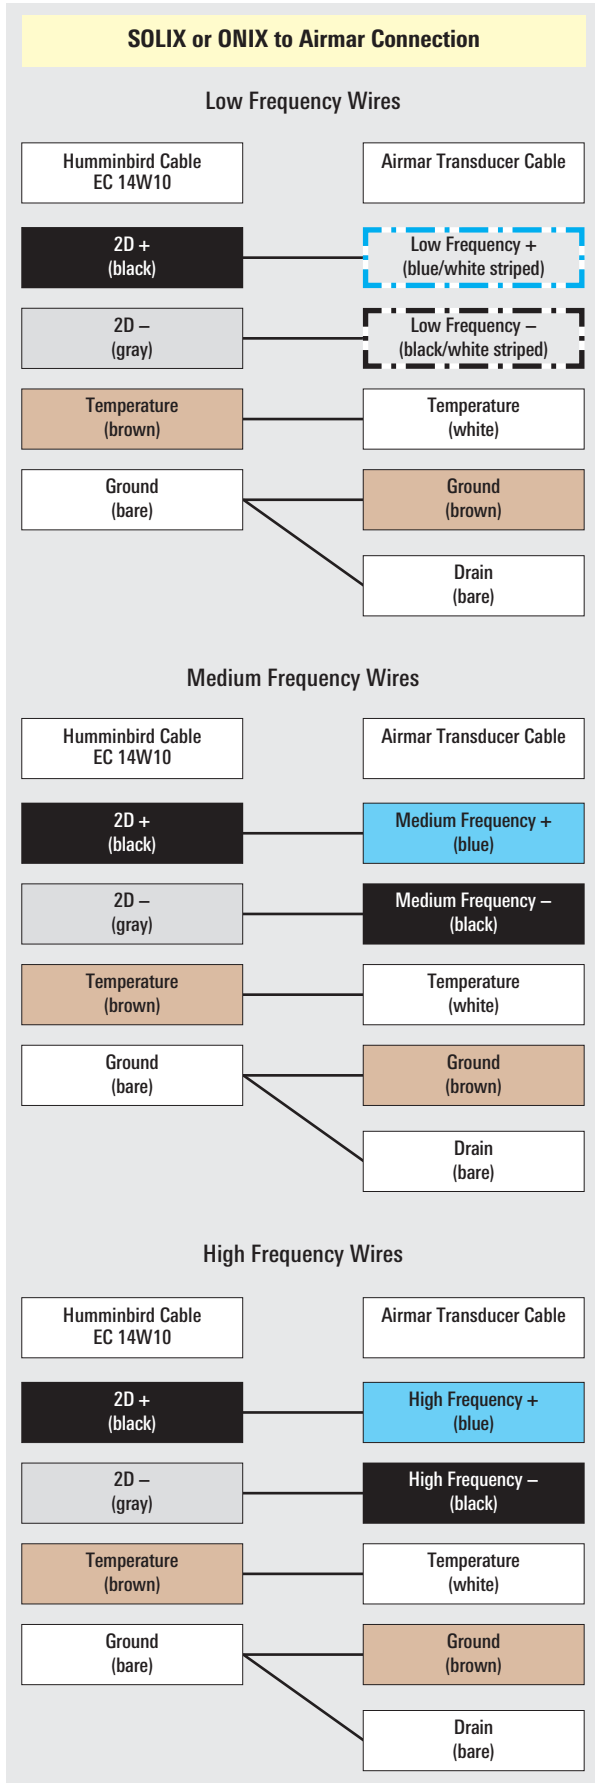 SOLIX or ONIX to Airmar Connection
Low Frequency Wires
Humminbird Cable
EC 14W10
Airmar Transducer Cable
2D +
(black)
Low Frequency +
(blue/white striped)
2D –
(gray)
Low Frequency –
(black/white striped)
Temperature
(brown)
Temperature
(white)
Ground
(bare)
Ground
(brown)
Drain
(bare)
Medium Frequency Wires
Humminbird Cable
EC 14W10
Airmar Transducer Cable
2D +
(black)
Medium Frequency +
(blue)
2D –
(gray)
Medium Frequency –
(black)
Temperature
(brown)
Temperature
(white)
Ground
(bare)
Ground
(brown)
Drain
(bare)
High Frequency Wires
Humminbird Cable
EC 14W10
Airmar Transducer Cable
2D +
(black)
High Frequency +
(blue)
2D –
(gray)
High Frequency –
(black)
Temperature
(brown)
Temperature
(white)
Ground
(bare)
Ground
(brown)
Drain
(bare)